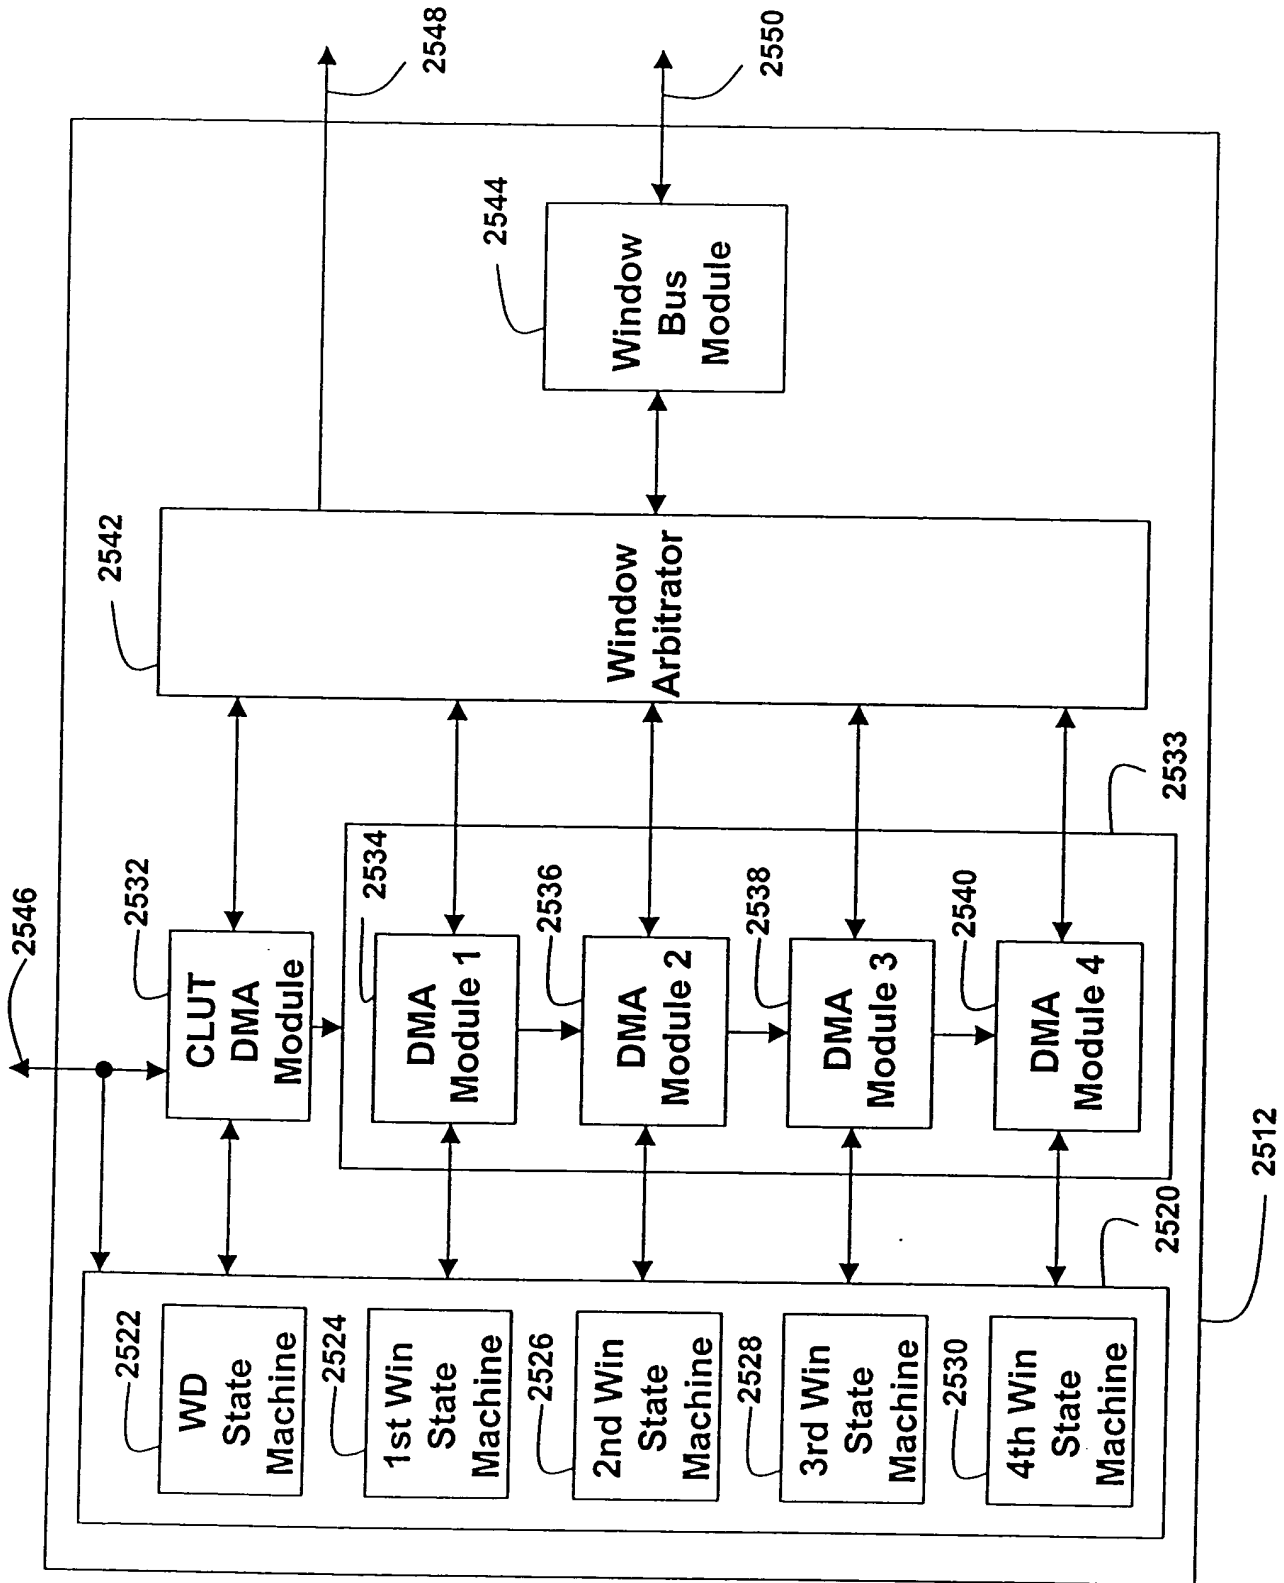 2522
WD
State
Machine
2524
1st Win
State
Machine
2526
2nd Win
State
Machine
2528
3rd Win
State
Machine
2530
4th Win
State
Machine
2520
2546
2532
CLUT
DMA
Module
2534
DMA
Module 1
2536
DMA
Module 2
2538
DMA
Module 3
2540
DMA
Module 4
2533
2542
Window
Arbitrator
2544
Window
Bus
Module
2548
2550
2512